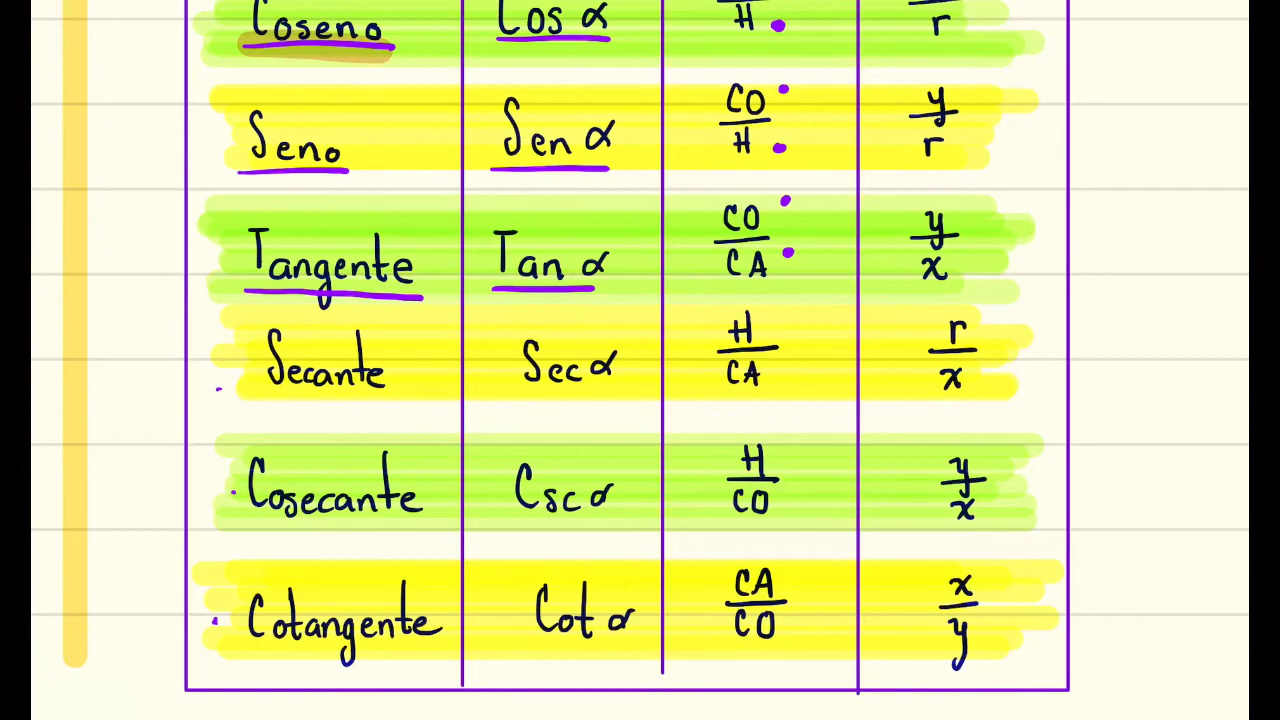 Coseno Cos α H r
Seno Sen α CO/H y/r
Tangente Tan α CO/CA y/x
Secante Sec α H/CA r/x
Cosecante Csc α H/CO y/x
Cotangente Cot α CA/CO x/y